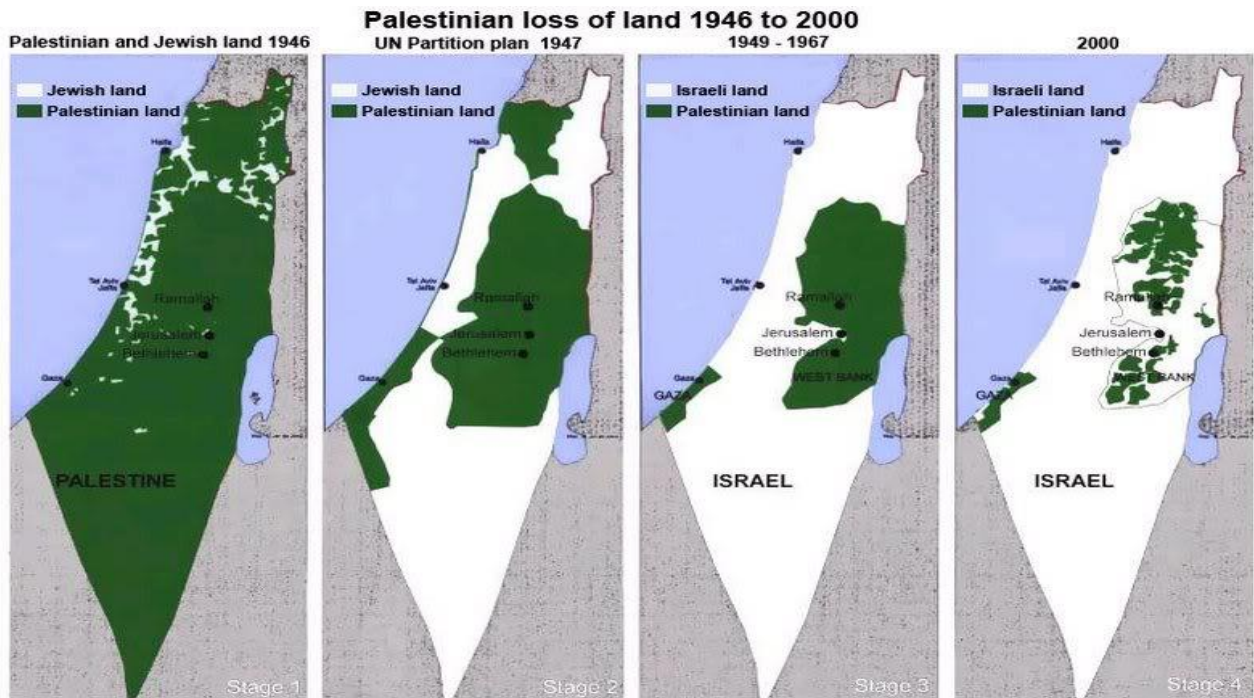 Palestinian loss of land 1946 to 2000
Palestinian and Jewish land 1946
UN Partition plan 1947
1949 - 1967
2000
Jewish land
Palestinian land
Haifa
Tel Aviv
Jaffa
Ramallah
Jerusalem
Bethlehem
Gaza
PALESTINE
Stage 1
Jewish land
Palestinian land
Haifa
Tel Aviv
Jaffa
Ramallah
Jerusalem
Bethlehem
Gaza
Stage 2
Israeli land
Palestinian land
Haifa
Tel Aviv
Jaffa
Ramallah
Jerusalem
Bethlehem
WEST BANK
Gaza
GAZA
ISRAEL
Stage 3
Israeli land
Palestinian land
Haifa
Tel Aviv
Jaffa
Ramallah
Jerusalem
Bethlehem
WEST BANK
Gaza
GAZA
ISRAEL
Stage 4